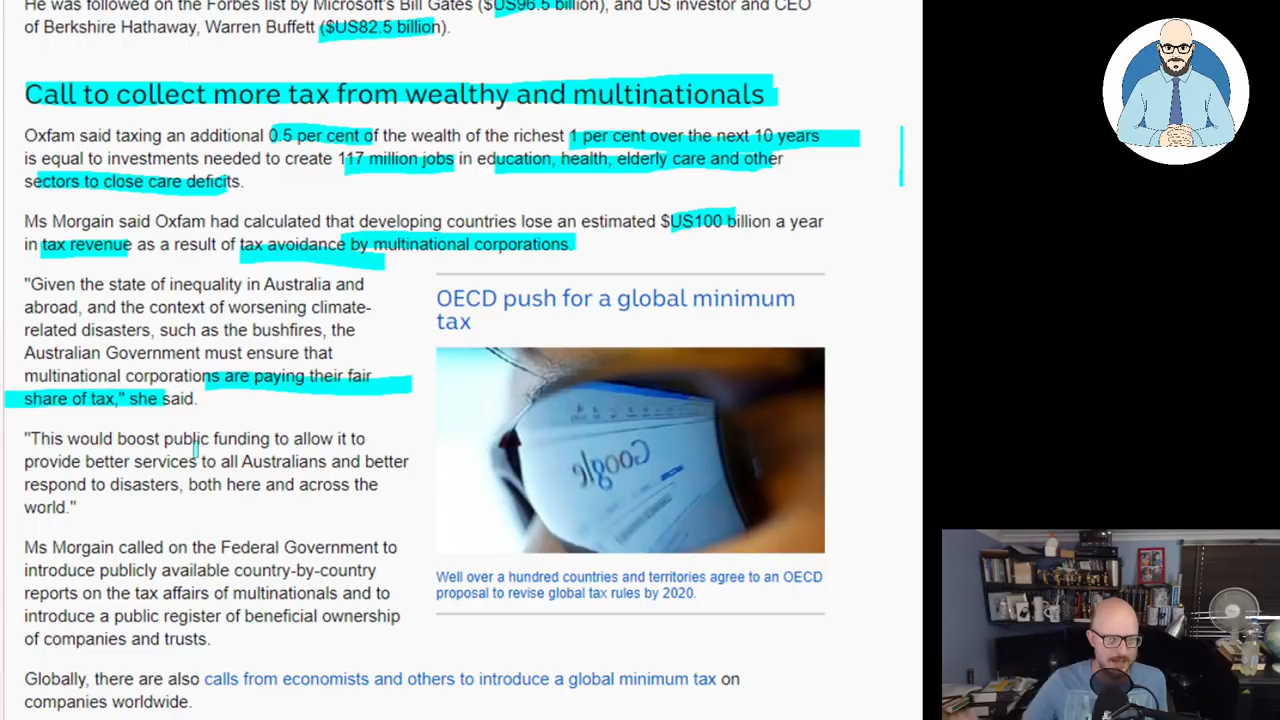 He was followed on the Forbes list by Microsoft's Bill Gates ($US96.5 billion), and US investor and CEO
of Berkshire Hathaway, Warren Buffett ($US82.5 billion).
Call to collect more tax from wealthy and multinationals
Oxfam said taxing an additional 0.5 per cent of the wealth of the richest 1 per cent over the next 10 years
is equal to investments needed to create 117 million jobs in education, health, elderly care and other
sectors to close care deficits.
Ms Morgain said Oxfam had calculated that developing countries lose an estimated $US100 billion a year
in tax revenue as a result of tax avoidance by multinational corporations.
"Given the state of inequality in Australia and
abroad, and the context of worsening climate-
related disasters, such as the bushfires, the
Australian Government must ensure that
multinational corporations are paying their fair
share of tax," she said.
"This would boost public funding to allow it to
provide better services to all Australians and better
respond to disasters, both here and across the
world."
Ms Morgain called on the Federal Government to
introduce publicly available country-by-country
reports on the tax affairs of multinationals and to
introduce a public register of beneficial ownership
of companies and trusts.
Globally, there are also calls from economists and others to introduce a global minimum tax on
companies worldwide.
OECD push for a global minimum
tax
Google
Well over a hundred countries and territories agree to an OECD
proposal to revise global tax rules by 2020.